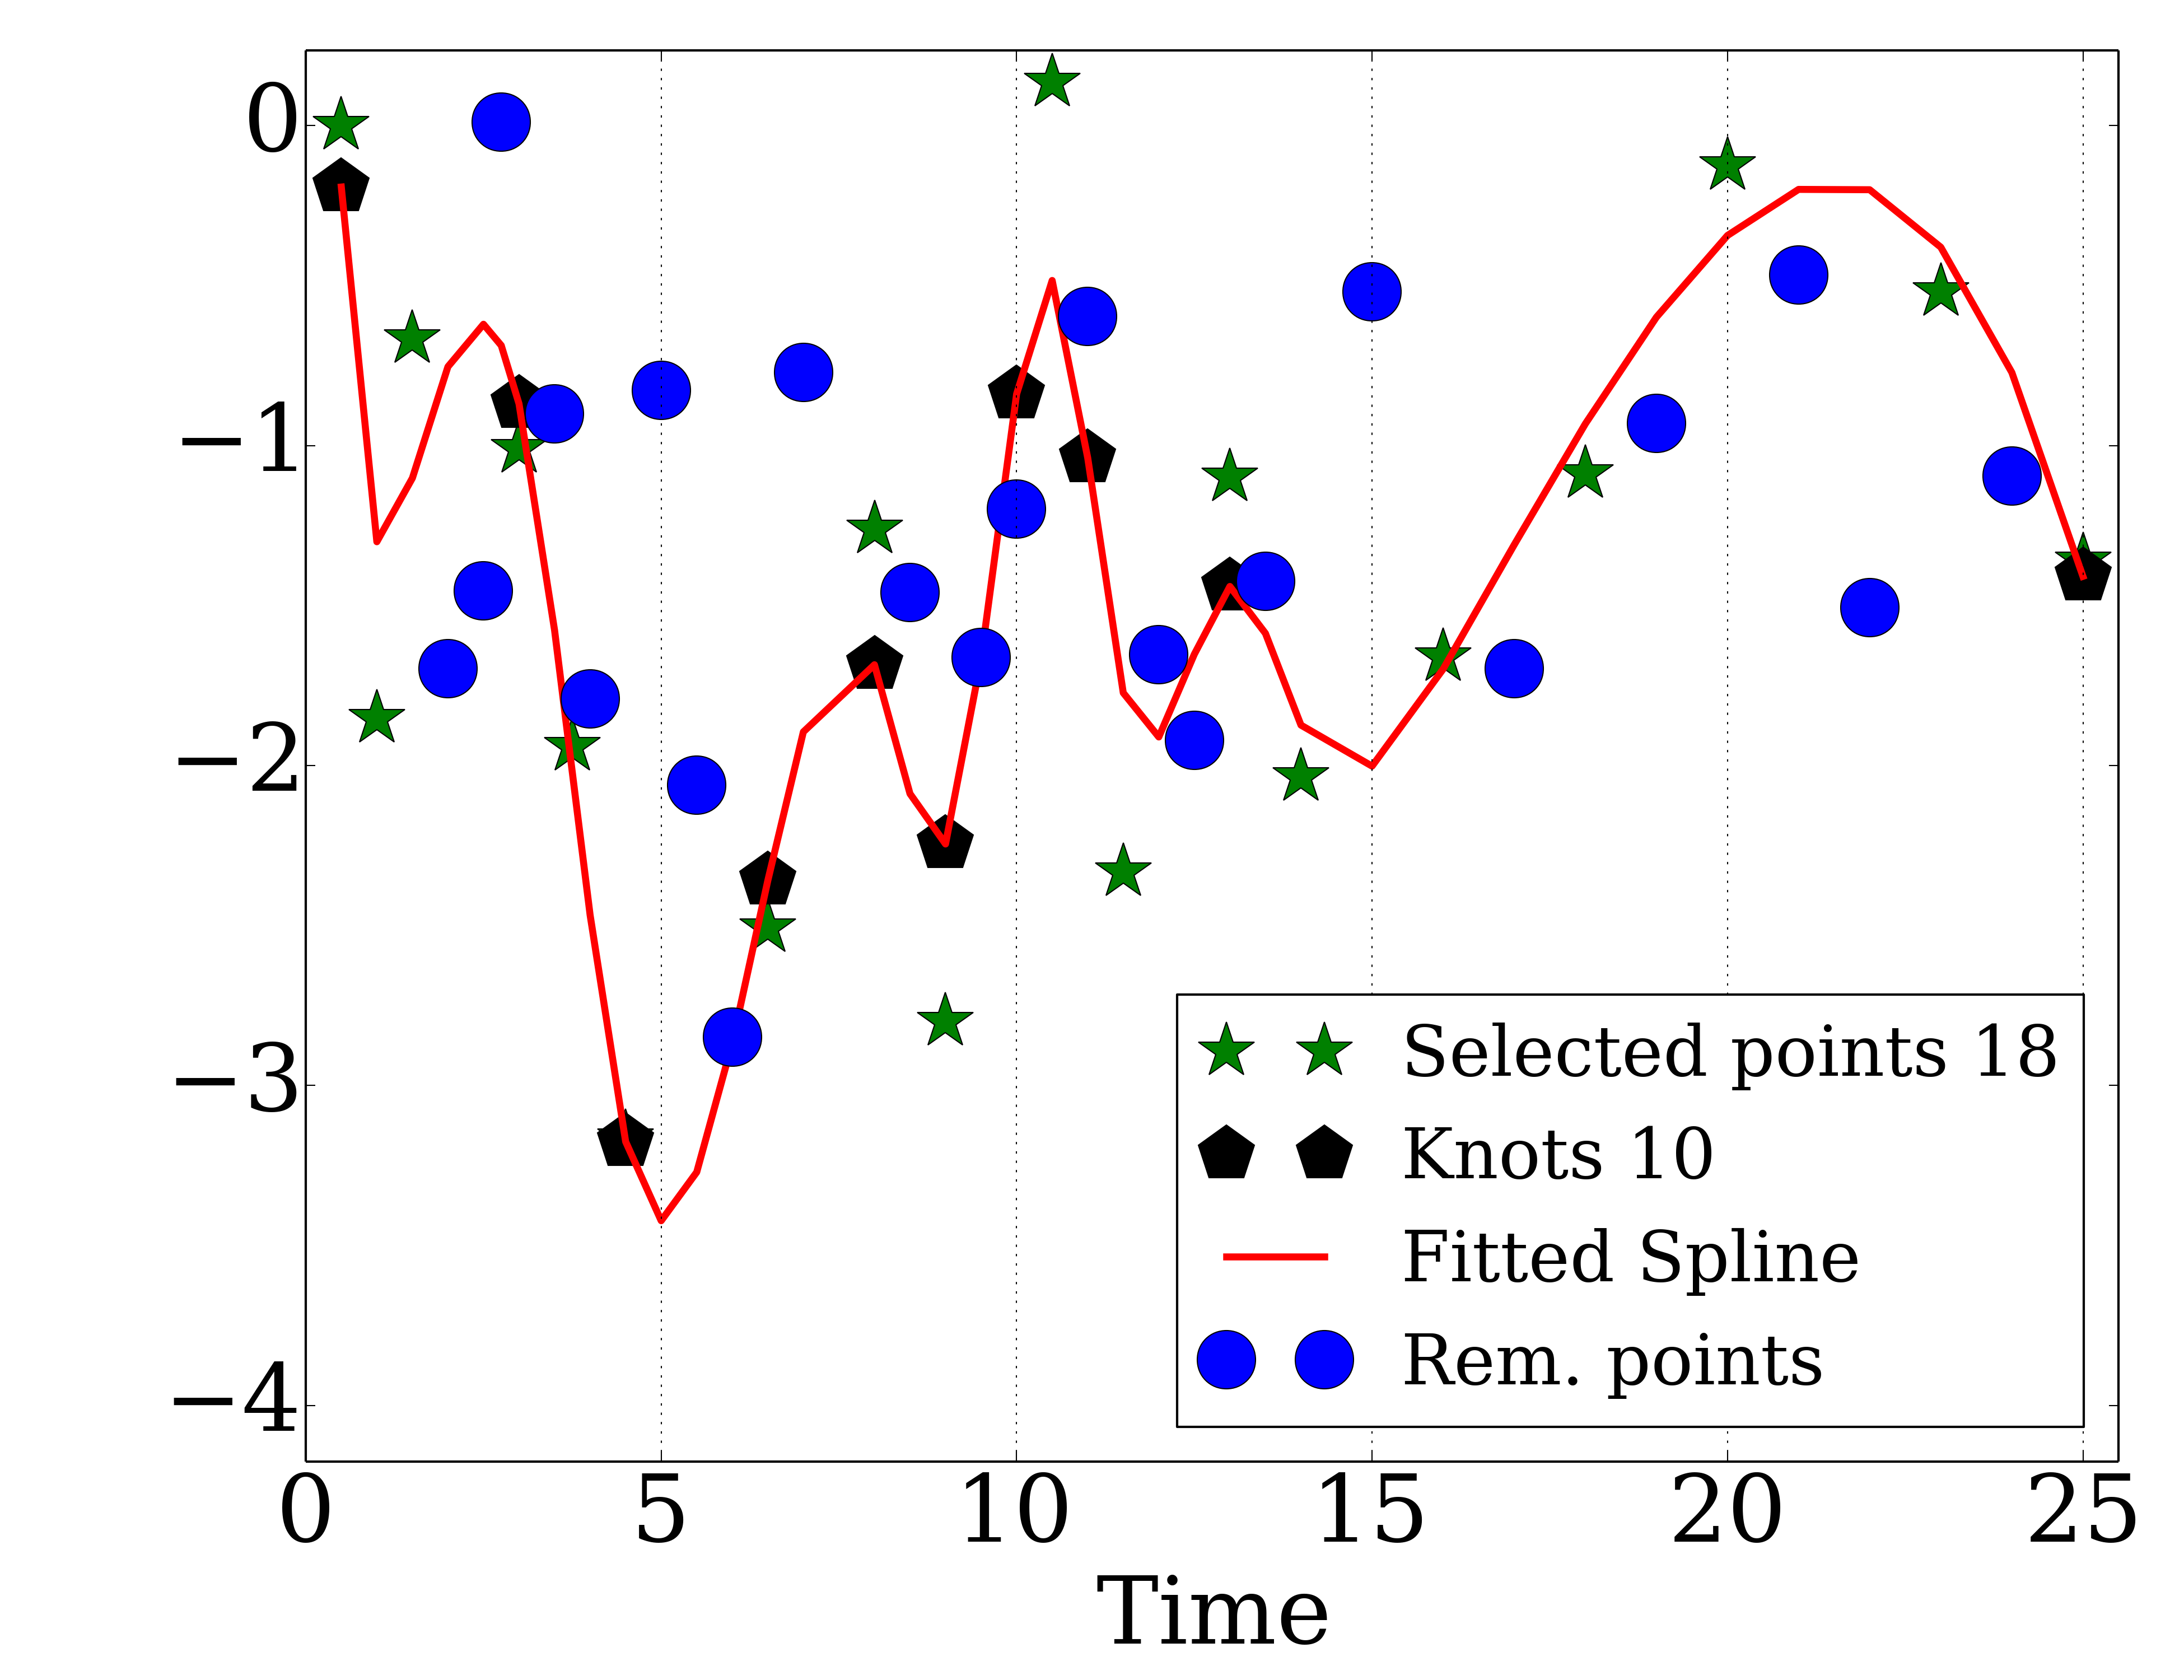 0
−1
−2
−3
−4
0 5 10 15 20 25
Time
Selected points 18
Knots 10
Fitted Spline
Rem. points